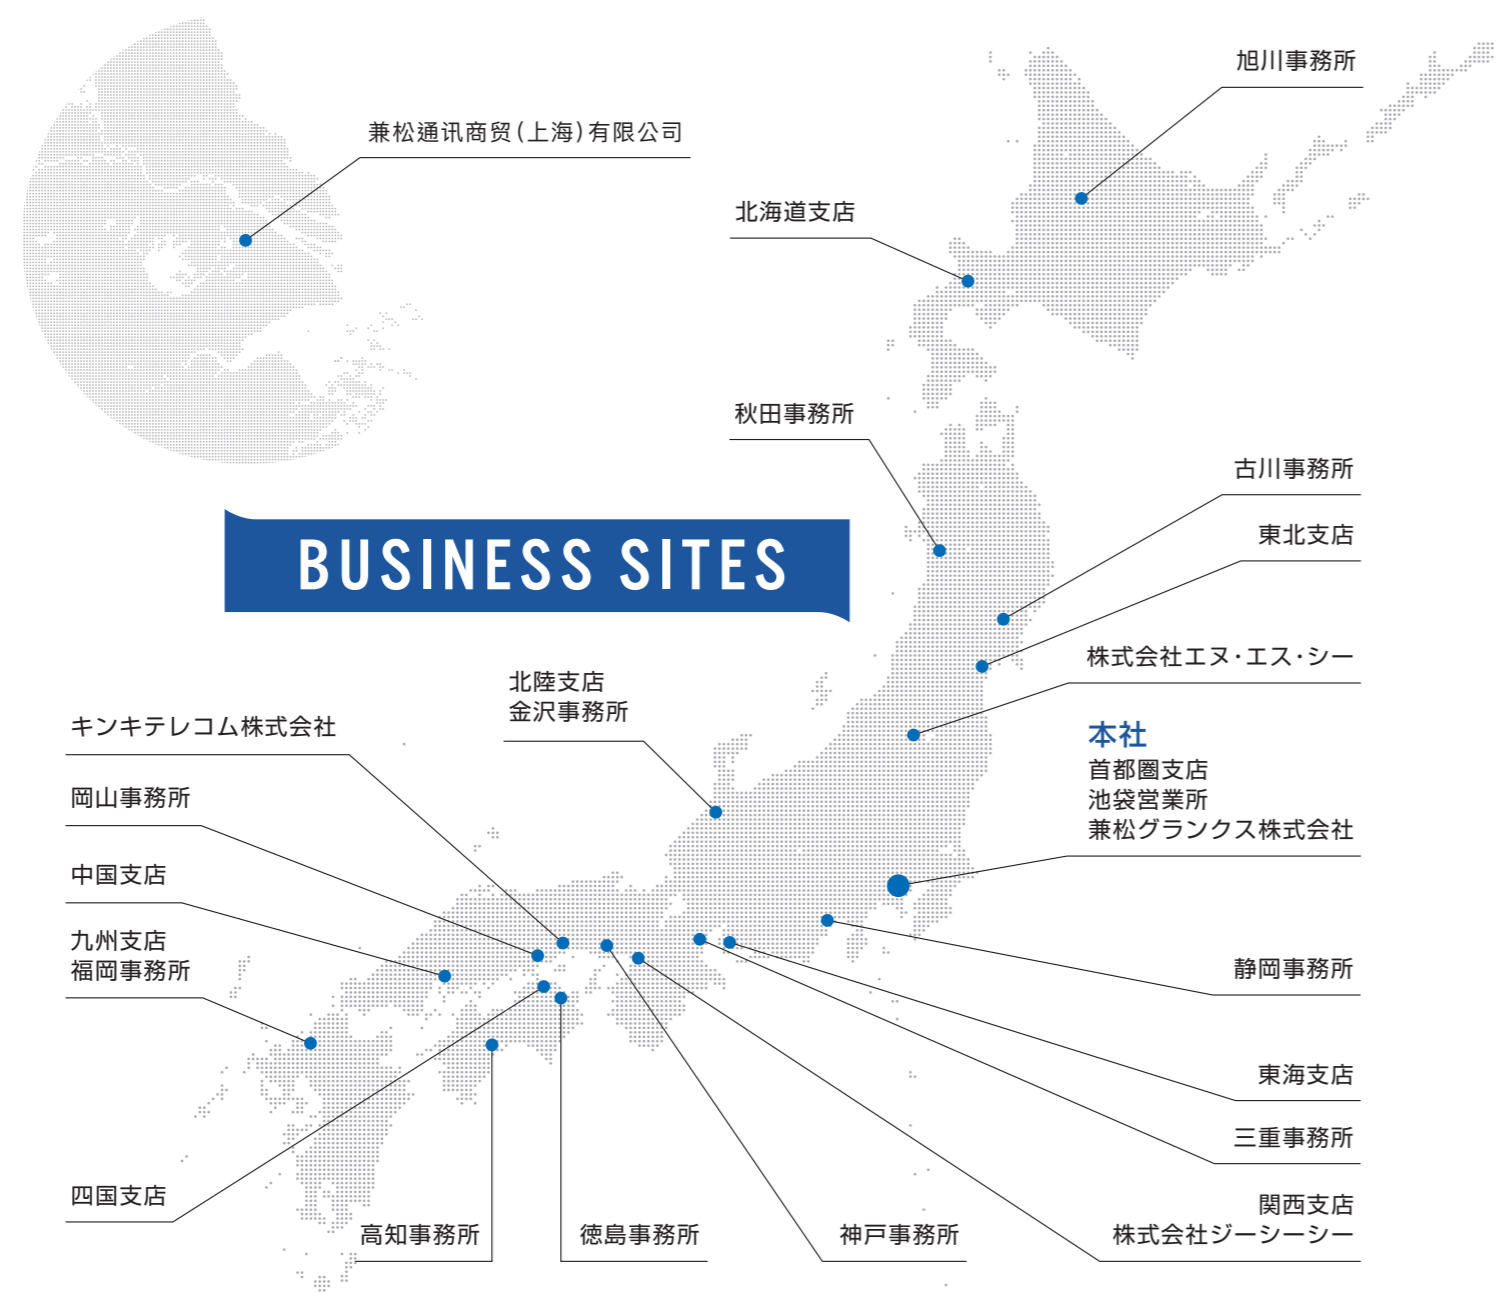 旭川事務所
兼松通讯商贸(上海)有限公司
北海道支店
秋田事務所
古川事務所
東北支店
BUSINESS SITES
株式会社エヌ・エス・シー
北陸支店
金沢事務所
キンキテレコム株式会社
本社
首都圏支店
池袋営業所
兼松グランクス株式会社
岡山事務所
中国支店
九州支店
福岡事務所
静岡事務所
東海支店
三重事務所
四国支店
関西支店
株式会社ジーシーシー
高知事務所
徳島事務所
神戸事務所